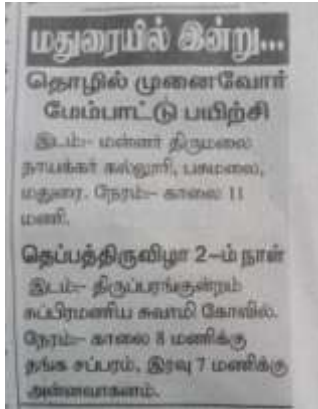 மதுரையில் இன்று...
தொழில் முனைவோர்
மேம்பாட்டு பயிற்சி
இடம்:- மன்னர் திருமலை
நாயக்கர் கல்லூரி, பசுமலை,
மதுரை. நேரம்:- காலை 11
மணி.
தெப்பத்திருவிழா 2-ம் நாள்
இடம்:- திருப்பரங்குன்றம்
சுப்பிரமணிய சுவாமி கோவில்.
நேரம்:- காலை 8 மணிக்கு
தங்க சப்பரம், இரவு 7 மணிக்கு
அன்னவாகனம்.